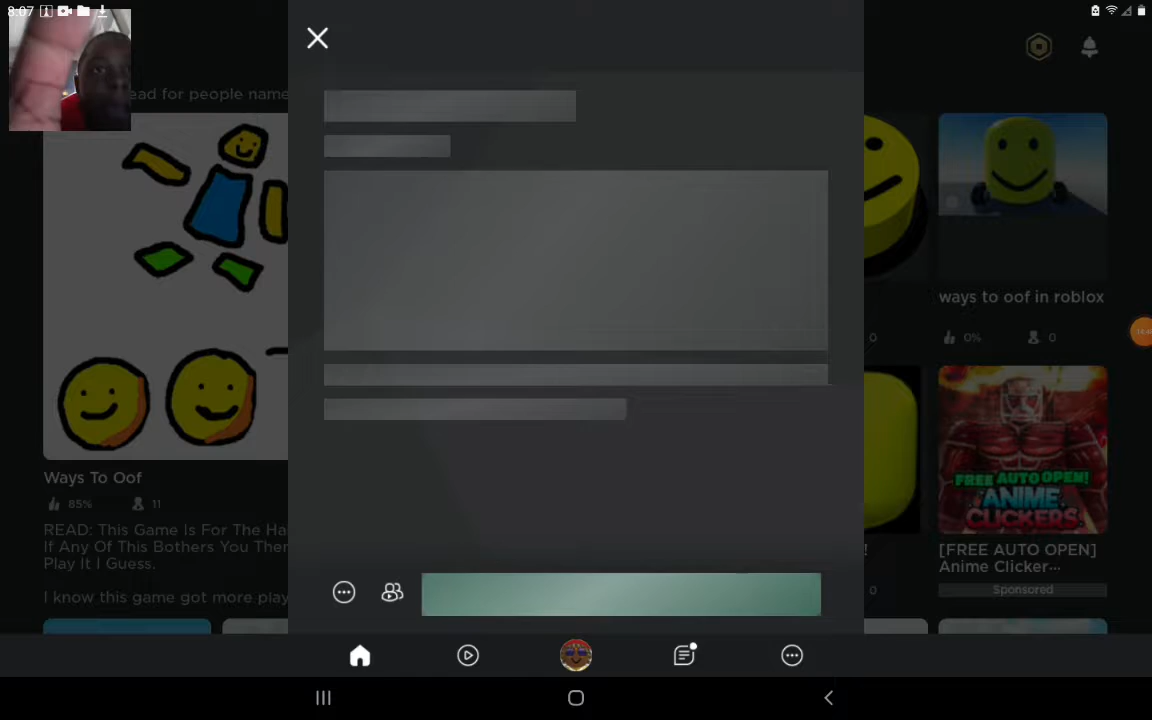 8:07
ead for people name
Ways To Oof
85%
11
READ: This Game Is For The Ha
If Any Of This Bothers You Ther
Play It I Guess.
I know this game got more play
0
ways to oof in roblox
0%
0
FREE AUTO OPEN!
ANIME
CLICKERS
!
[FREE AUTO OPEN]
Anime Clicker...
0
Sponsored